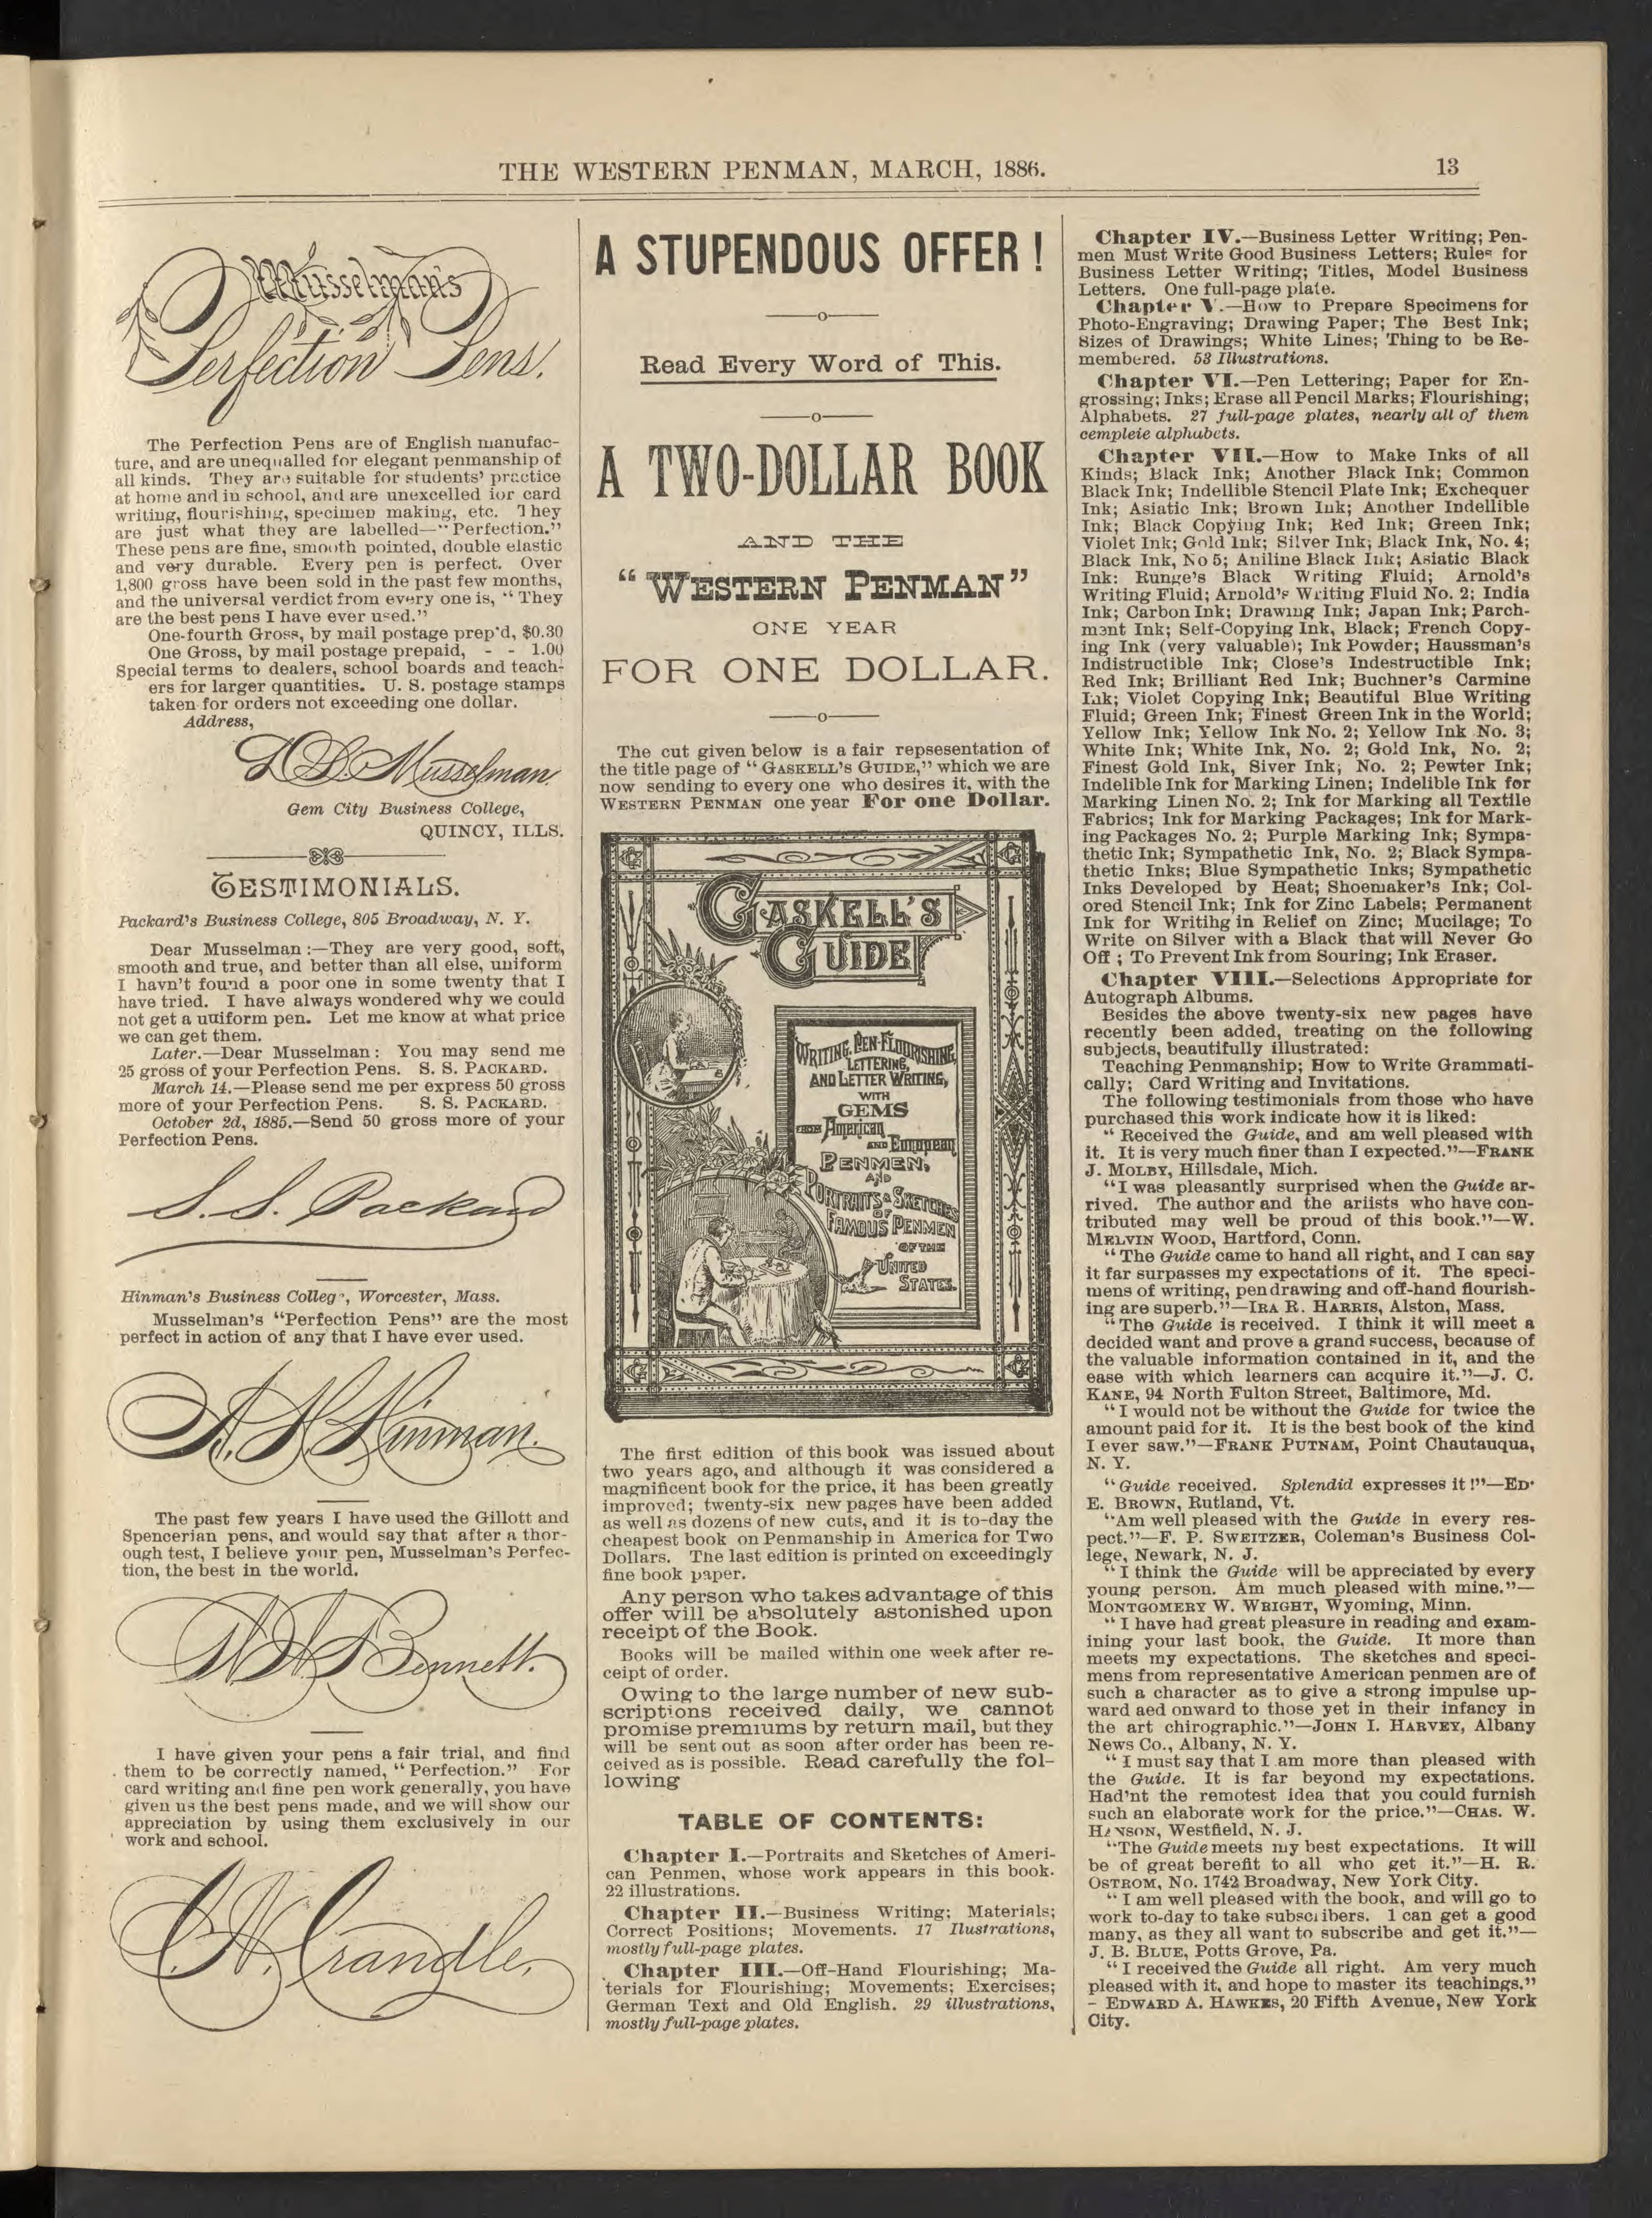 THE WESTERN PENMAN, MARCH, 1886.
13
Musselman's
Perfection Pens.
The Perfection Pens are of English manufac-
ture, and are unequalled for elegant penmanship of
all kinds. They are suitable for students' practice
at home and in school, and are unexcelled ior card
writing, flourishing, specimen making, etc. They
are just what they are labelled—"Perfection."
These pens are fine, smooth pointed, double elastic
and very durable. Every pen is perfect. Over
1,800 gross have been sold in the past few months,
and the universal verdict from every one is, "They
are the best pens I have ever used."
One-fourth Gross, by mail postage prep'd, $0.30
One Gross, by mail postage prepaid, - - 1.00
Special terms to dealers, school boards and teach-
ers for larger quantities. U. S. postage stamps
taken for orders not exceeding one dollar.
Address,
D. L. Musselman.
Gem City Business College,
QUINCY, ILLS.
TESTIMONIALS.
Packard's Business College, 805 Broadway, N. Y.
Dear Musselman :—They are very good, soft,
smooth and true, and better than all else, uniform
I havn't found a poor one in some twenty that I
have tried. I have always wondered why we could
not get a uniform pen. Let me know at what price
we can get them.
Later.—Dear Musselman: You may send me
25 gross of your Perfection Pens. S. S. PACKARD.
March 14.—Please send me per express 50 gross
more of your Perfection Pens. S. S. PACKARD.
October 2d, 1885.—Send 50 gross more of your
Perfection Pens.
S. S. Packard
Hinman's Business College, Worcester, Mass.
Musselman's "Perfection Pens" are the most
perfect in action of any that I have ever used.
A. H. Hinman.
The past few years I have used the Gillott and
Spencerian pens, and would say that after a thor-
ough test, I believe your pen, Musselman's Perfec-
tion, the best in the world.
Bennett.
I have given your pens a fair trial, and find
them to be correctly named, "Perfection." For
card writing and fine pen work generally, you have
given us the best pens made, and we will show our
appreciation by using them exclusively in our
work and school.
C. N. Crandle.
A STUPENDOUS OFFER!
Read Every Word of This.
A TWO-DOLLAR BOOK
AND THE
"WESTERN PENMAN"
ONE YEAR
FOR ONE DOLLAR.
The cut given below is a fair repsesentation of
the title page of "GASKELL'S GUIDE," which we are
now sending to every one who desires it, with the
WESTERN PENMAN one year For one Dollar.
GASKELL'S
GUIDE
WRITING, PEN-FLOURISHING,
LETTERING,
AND LETTER WRITING,
WITH
GEMS
FROM American
AND European
PENMEN,
AND
PORTRAITS & SKETCHES
OF
FAMOUS PENMEN
OF THE
UNITED
STATES.
The first edition of this book was issued about
two years ago, and although it was considered a
magnificent book for the price, it has been greatly
improved; twenty-six new pages have been added
as well as dozens of new cuts, and it is to-day the
cheapest book on Penmanship in America for Two
Dollars. The last edition is printed on exceedingly
fine book paper.
Any person who takes advantage of this
offer will be absolutely astonished upon
receipt of the Book.
Books will be mailed within one week after re-
ceipt of order.
Owing to the large number of new sub-
scriptions received daily, we cannot
promise premiums by return mail, but they
will be sent out as soon after order has been re-
ceived as is possible. Read carefully the fol-
lowing
TABLE OF CONTENTS:
Chapter I.—Portraits and Sketches of Ameri-
can Penmen, whose work appears in this book.
22 illustrations.
Chapter II.—Business Writing; Materials;
Correct Positions; Movements. 17 Ilustrations,
mostly full-page plates.
Chapter III.—Off-Hand Flourishing; Ma-
terials for Flourishing; Movements; Exercises;
German Text and Old English. 29 illustrations,
mostly full-page plates.
Chapter IV.—Business Letter Writing; Pen-
men Must Write Good Business Letters; Rules for
Business Letter Writing; Titles, Model Business
Letters. One full-page plate.
Chapter V.—How to Prepare Specimens for
Photo-Engraving; Drawing Paper; The Best Ink;
Sizes of Drawings; White Lines; Thing to be Re-
membered. 53 Illustrations.
Chapter VI.—Pen Lettering; Paper for En-
grossing; Inks; Erase all Pencil Marks; Flourishing;
Alphabets. 27 full-page plates, nearly all of them
cempleie alphabets.
Chapter VII.—How to Make Inks of all
Kinds; Black Ink; Another Black Ink; Common
Black Ink; Indellible Stencil Plate Ink; Exchequer
Ink; Asiatic Ink; Brown Ink; Another Indellible
Ink; Black Copying Ink; Red Ink; Green Ink;
Violet Ink; Gold Ink; Silver Ink; Black Ink, No. 4;
Black Ink, No 5; Aniline Black Ink; Asiatic Black
Ink: Runge's Black Writing Fluid; Arnold's
Writing Fluid; Arnold's Writing Fluid No. 2; India
Ink; Carbon Ink; Drawing Ink; Japan Ink; Parch-
ment Ink; Self-Copying Ink, Black; French Copy-
ing Ink (very valuable); Ink Powder; Haussman's
Indistructible Ink; Close's Indestructible Ink;
Red Ink; Brilliant Red Ink; Buchner's Carmine
Ink; Violet Copying Ink; Beautiful Blue Writing
Fluid; Green Ink; Finest Green Ink in the World;
Yellow Ink; Yellow Ink No. 2; Yellow Ink No. 3;
White Ink; White Ink, No. 2; Gold Ink, No. 2;
Finest Gold Ink, Siver Ink, No. 2; Pewter Ink;
Indelible Ink for Marking Linen; Indelible Ink for
Marking Linen No. 2; Ink for Marking all Textile
Fabrics; Ink for Marking Packages; Ink for Mark-
ing Packages No. 2; Purple Marking Ink; Sympa-
thetic Ink; Sympathetic Ink, No. 2; Black Sympa-
thetic Inks; Blue Sympathetic Inks; Sympathetic
Inks Developed by Heat; Shoemaker's Ink; Col-
ored Stencil Ink; Ink for Zinc Labels; Permanent
Ink for Writihg in Relief on Zinc; Mucilage; To
Write on Silver with a Black that will Never Go
Off ; To Prevent Ink from Souring; Ink Eraser.
Chapter VIII.—Selections Appropriate for
Autograph Albums.
Besides the above twenty-six new pages have
recently been added, treating on the following
subjects, beautifully illustrated:
Teaching Penmanship; How to Write Grammati-
cally; Card Writing and Invitations.
The following testimonials from those who have
purchased this work indicate how it is liked:
"Received the Guide, and am well pleased with
it. It is very much finer than I expected."—FRANK
J. MOLBY, Hillsdale, Mich.
"I was pleasantly surprised when the Guide ar-
rived. The author and the ariists who have con-
tributed may well be proud of this book."—W.
MELVIN WOOD, Hartford, Conn.
"The Guide came to hand all right, and I can say
it far surpasses my expectations of it. The speci-
mens of writing, pendrawing and off-hand flourish-
ing are superb."—IRA R. HARRIS, Alston, Mass.
"The Guide is received. I think it will meet a
decided want and prove a grand success, because of
the valuable information contained in it, and the
ease with which learners can acquire it."—J. C.
KANE, 94 North Fulton Street, Baltimore, Md.
"I would not be without the Guide for twice the
amount paid for it. It is the best book of the kind
I ever saw."—FRANK PUTNAM, Point Chautauqua,
N. Y.
"Guide received. Splendid expresses it!"—ED.
E. BROWN, Rutland, Vt.
"Am well pleased with the Guide in every res-
pect."—F. P. SWEITZER, Coleman's Business Col-
lege, Newark, N. J.
"I think the Guide will be appreciated by every
young person. Am much pleased with mine."—
MONTGOMERY W. WRIGHT, Wyoming, Minn.
"I have had great pleasure in reading and exam-
ining your last book, the Guide. It more than
meets my expectations. The sketches and speci-
mens from representative American penmen are of
such a character as to give a strong impulse up-
ward aed onward to those yet in their infancy in
the art chirographic."—JOHN I. HARVEY, Albany
News Co., Albany, N. Y.
"I must say that I am more than pleased with
the Guide. It is far beyond my expectations.
Had'nt the remotest idea that you could furnish
such an elaborate work for the price."—CHAS. W.
HANSON, Westfield, N. J.
"The Guide meets my best expectations. It will
be of great berefit to all who get it."—H. R.
OSTROM, No. 1742 Broadway, New York City.
"I am well pleased with the book, and will go to
work to-day to take subscribers. I can get a good
many, as they all want to subscribe and get it."—
J. B. BLUE, Potts Grove, Pa.
"I received the Guide all right. Am very much
pleased with it, and hope to master its teachings."
– EDWARD A. HAWKES, 20 Fifth Avenue, New York
City.